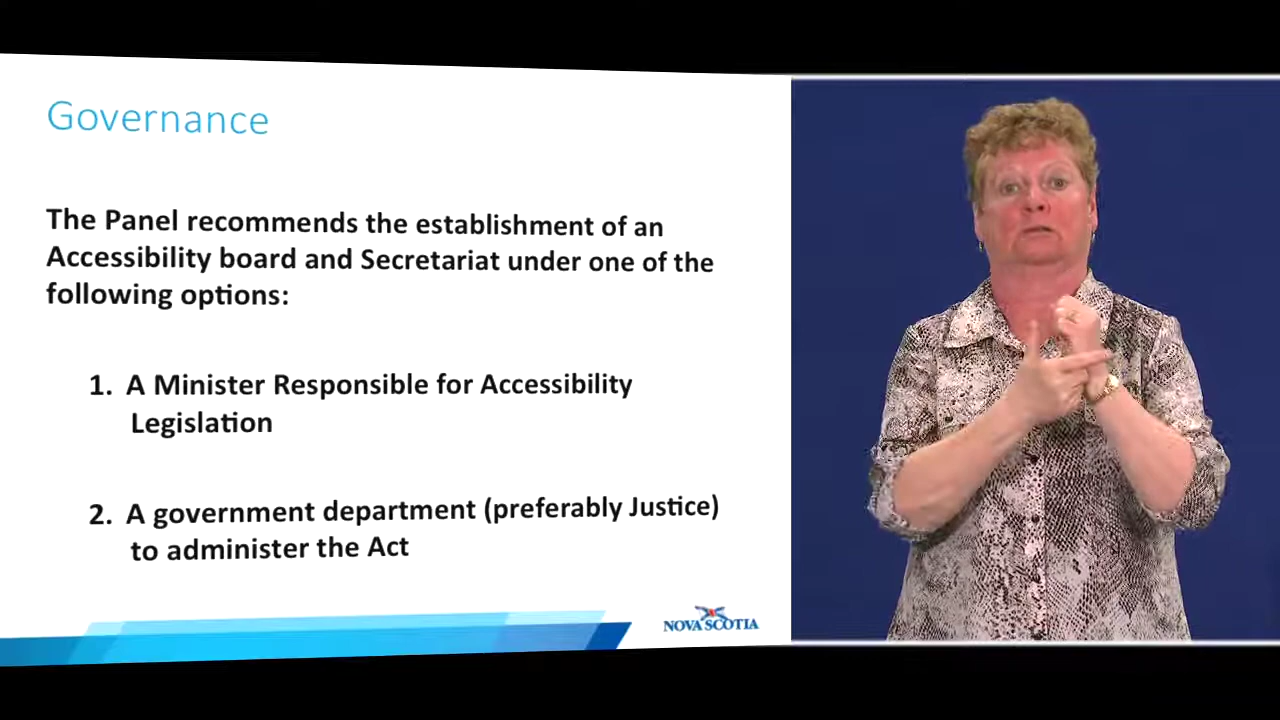 Governance
The Panel recommends the establishment of an
Accessibility board and Secretariat under one of the
following options:
1. A Minister Responsible for Accessibility
Legislation
2. A government department (preferably Justice)
to administer the Act
NOVA SCOTIA